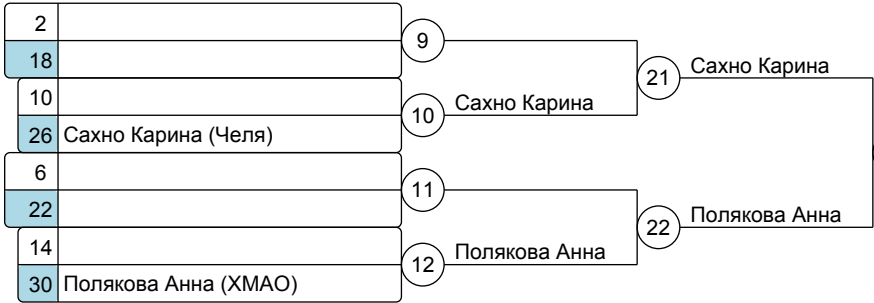 2
9
18
21 Сахно Карина
10
10 Сахно Карина
26 Сахно Карина (Челя)
6
11
22
22 Полякова Анна
14
12 Полякова Анна
30 Полякова Анна (ХМАО)